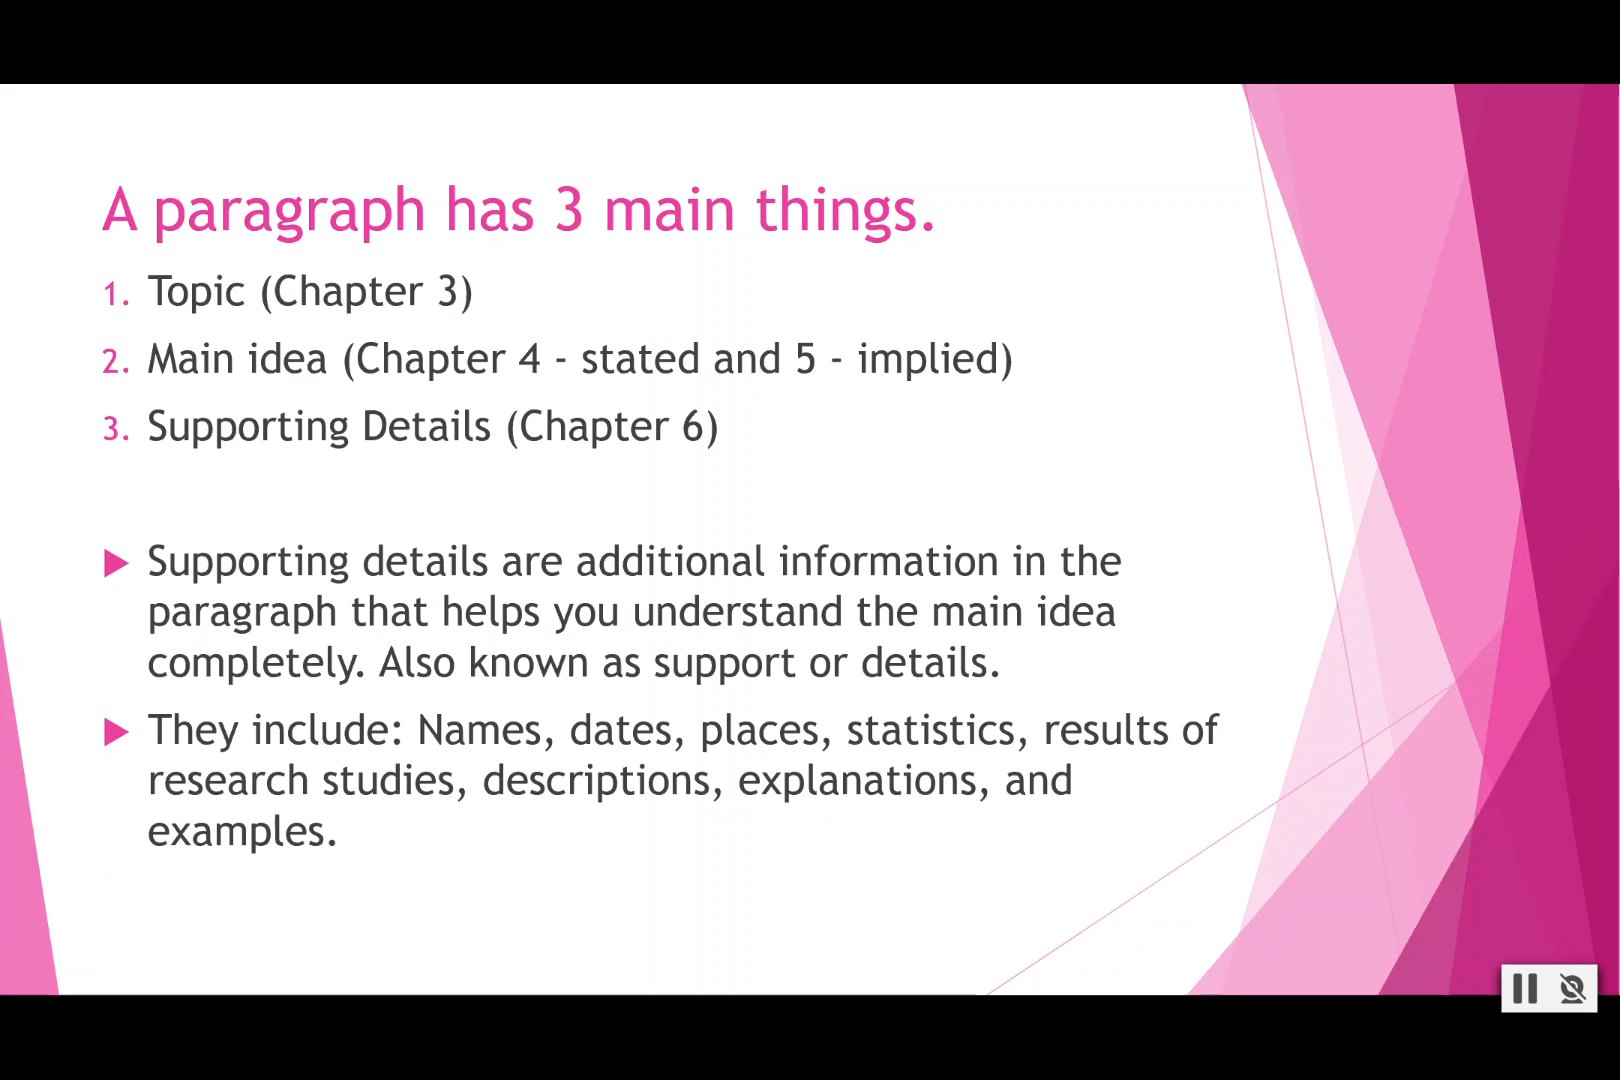 A paragraph has 3 main things.
1. Topic (Chapter 3)
2. Main idea (Chapter 4 - stated and 5 - implied)
3. Supporting Details (Chapter 6)
Supporting details are additional information in the
paragraph that helps you understand the main idea
completely. Also known as support or details.
They include: Names, dates, places, statistics, results of
research studies, descriptions, explanations, and
examples.